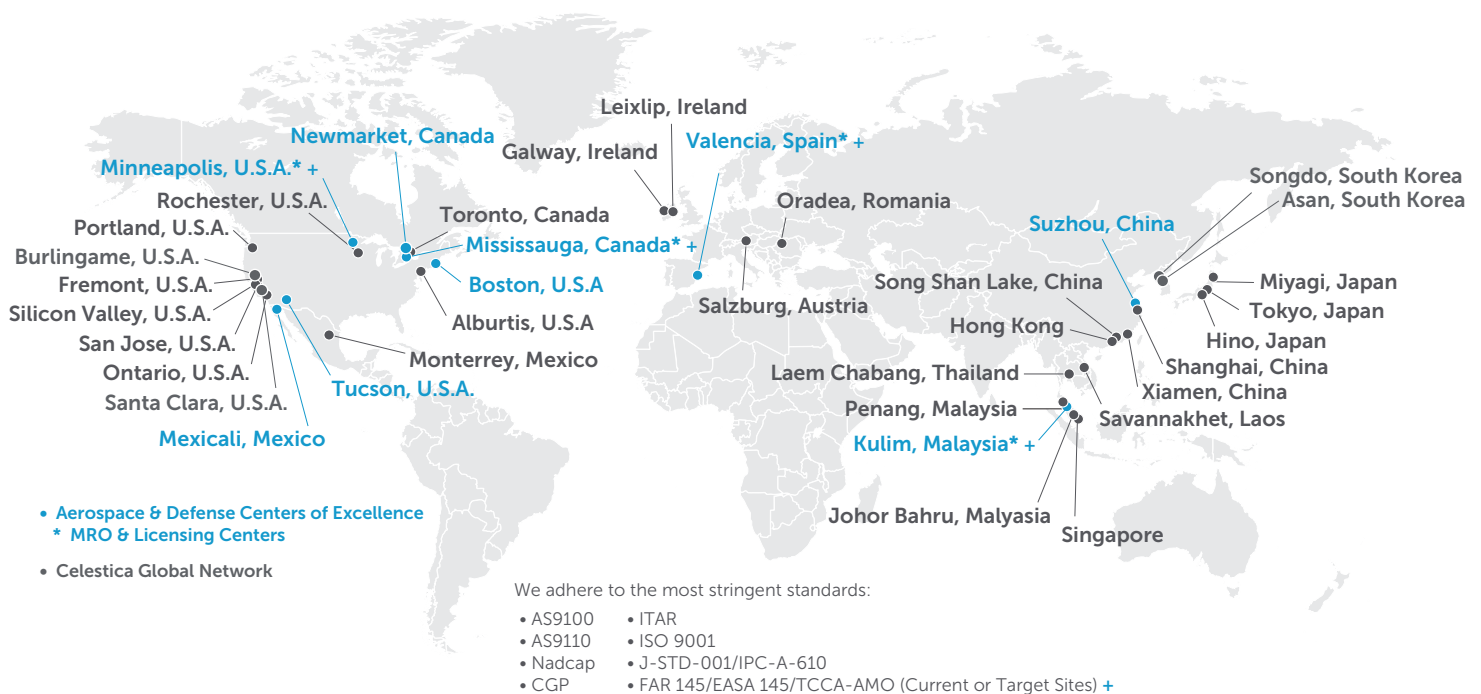 Leixlip, Ireland
Newmarket, Canada
Valencia, Spain* +
Galway, Ireland
Minneapolis, U.S.A.* +
Songdo, South Korea
Rochester, U.S.A.
Oradea, Romania
Asan, South Korea
Toronto, Canada
Portland, U.S.A.
Suzhou, China
Mississauga, Canada* +
Burlingame, U.S.A.
Fremont, U.S.A.
Boston, U.S.A
Song Shan Lake, China
Miyagi, Japan
Salzburg, Austria
Silicon Valley, U.S.A.
Tokyo, Japan
Alburtis, U.S.A
Hong Kong
San Jose, U.S.A.
Hino, Japan
Monterrey, Mexico
Shanghai, China
Ontario, U.S.A.
Laem Chabang, Thailand
Tucson, U.S.A.
Xiamen, China
Santa Clara, U.S.A.
Penang, Malaysia
Savannakhet, Laos
Mexicali, Mexico
Kulim, Malaysia* +
Johor Bahru, Malyasia
Singapore
• Aerospace & Defense Centers of Excellence
* MRO & Licensing Centers
• Celestica Global Network
We adhere to the most stringent standards:
• AS9100
• AS9110
• Nadcap
• CGP
• ITAR
• ISO 9001
• J-STD-001/IPC-A-610
• FAR 145/EASA 145/TCCA-AMO (Current or Target Sites) +